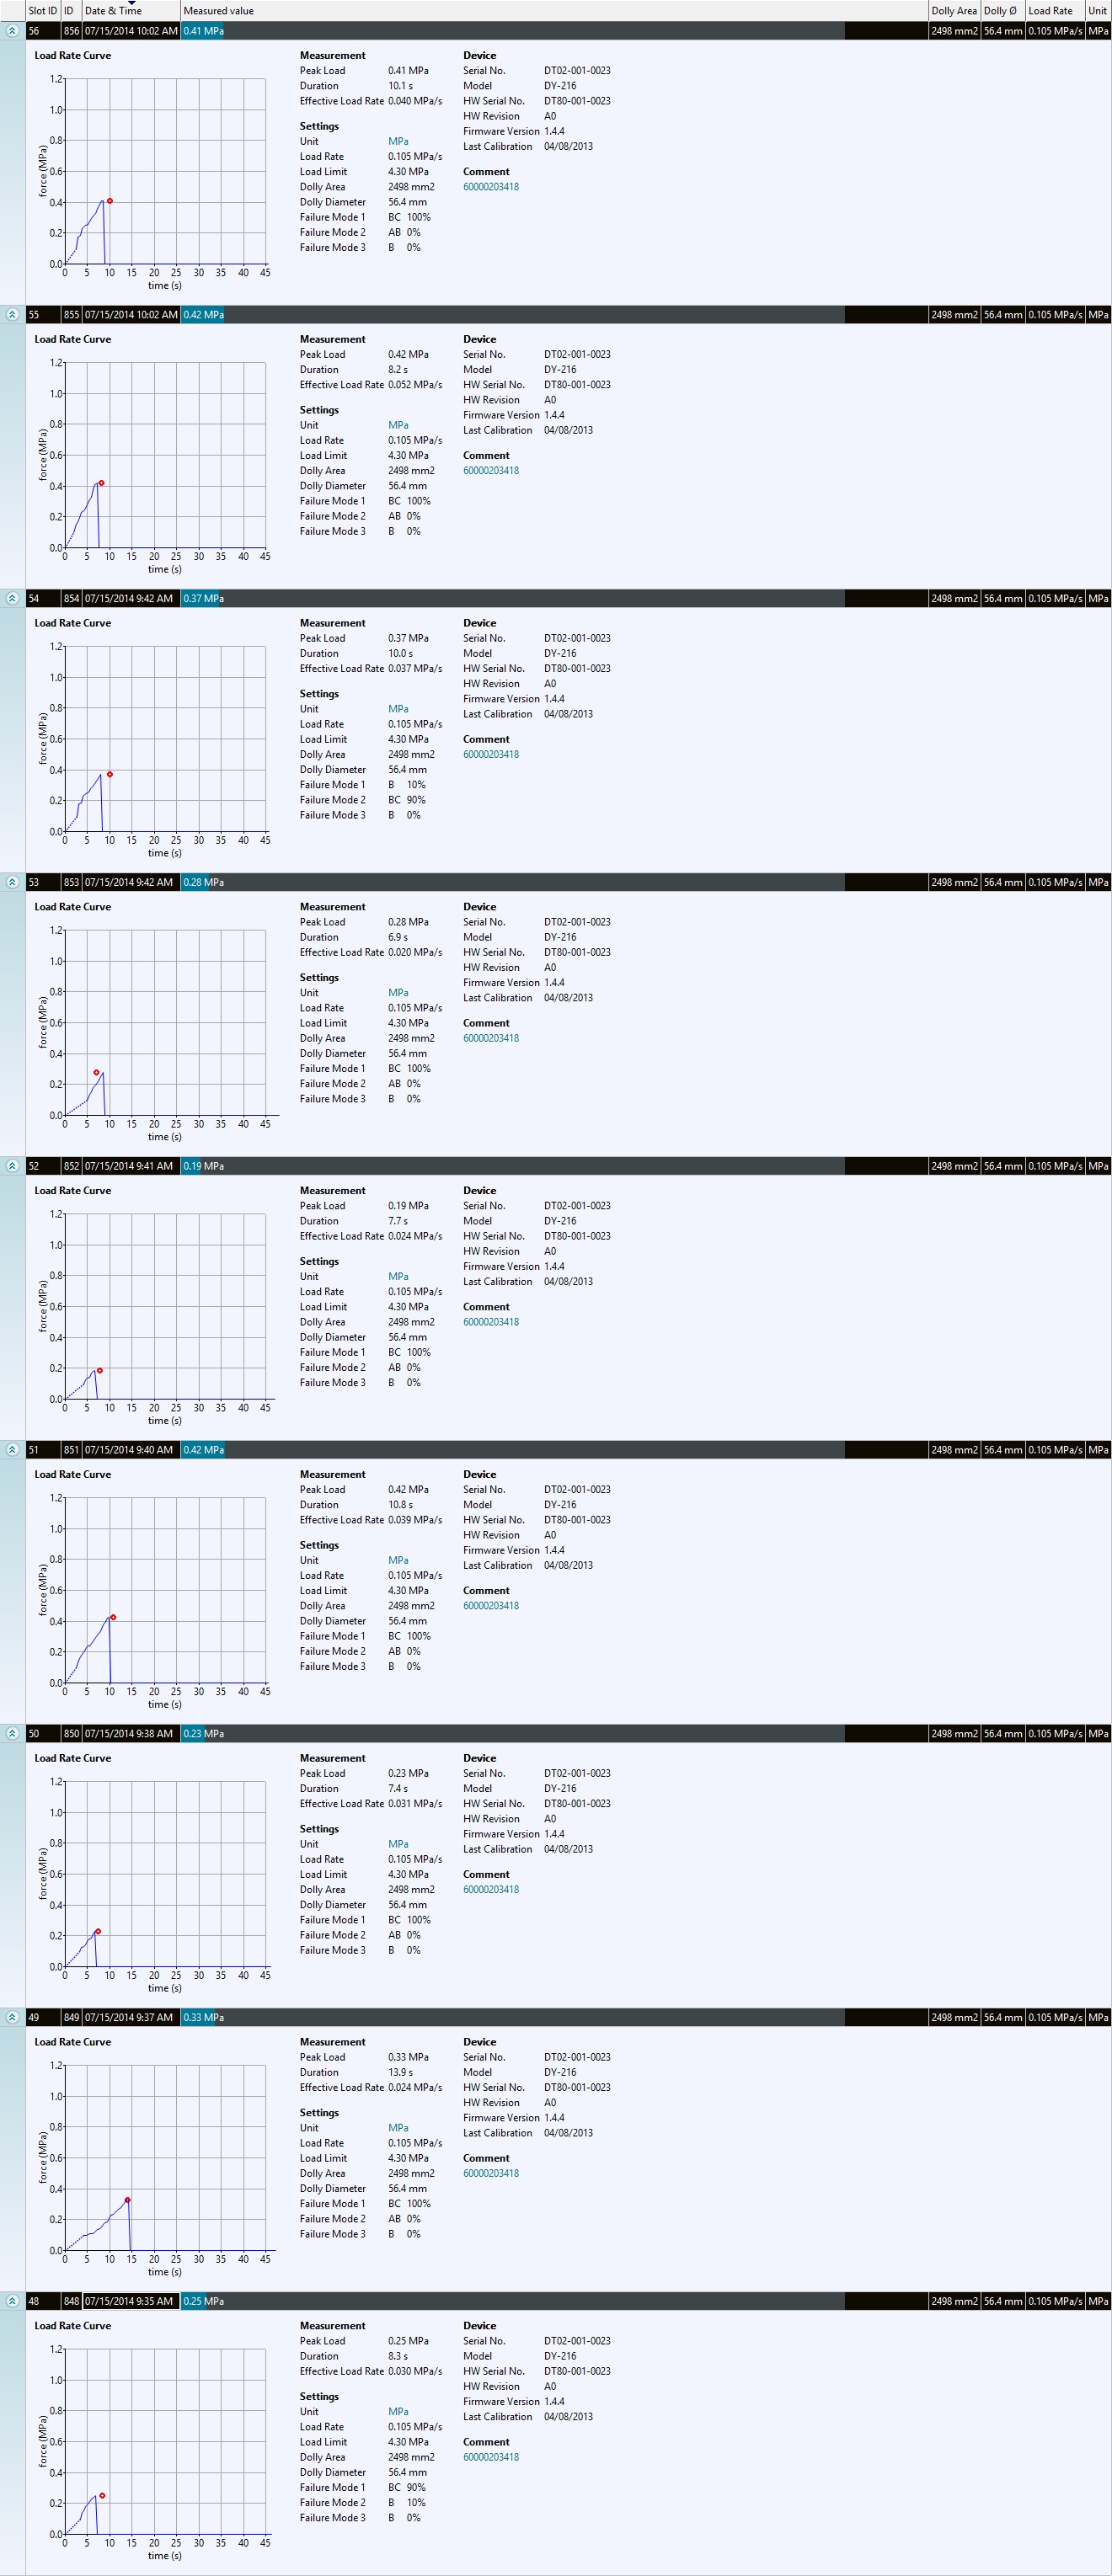 Slot ID ID Date & Time Measured value Dolly Area Dolly Ø Load Rate Unit
56 856 07/15/2014 10:02 AM 0.41 MPa 2498 mm2 56.4 mm 0.105 MPa/s MPa
Load Rate Curve Measurement Device
Peak Load 0.41 MPa Serial No. DT02-001-0023
1.2 Duration 10.1 s Model DY-216
Effective Load Rate 0.040 MPa/s HW Serial No. DT80-001-0023
1.0 HW Revision A0
Settings Firmware Version 1.4.4
0.8 Unit MPa Last Calibration 04/08/2013
Load Rate 0.105 MPa/s
0.6 Load Limit 4.30 MPa Comment
force (MPa) Dolly Area 2498 mm2 60000203418
0.4 Dolly Diameter 56.4 mm
Failure Mode 1 BC 100%
0.2 Failure Mode 2 AB 0%
Failure Mode 3 B 0%
0.0
0 5 10 15 20 25 30 35 40 45
time (s)
55 855 07/15/2014 10:02 AM 0.42 MPa 2498 mm2 56.4 mm 0.105 MPa/s MPa
Load Rate Curve Measurement Device
Peak Load 0.42 MPa Serial No. DT02-001-0023
1.2 Duration 8.2 s Model DY-216
Effective Load Rate 0.052 MPa/s HW Serial No. DT80-001-0023
1.0 HW Revision A0
Settings Firmware Version 1.4.4
0.8 Unit MPa Last Calibration 04/08/2013
Load Rate 0.105 MPa/s
0.6 Load Limit 4.30 MPa Comment
force (MPa) Dolly Area 2498 mm2 60000203418
0.4 Dolly Diameter 56.4 mm
Failure Mode 1 BC 100%
0.2 Failure Mode 2 AB 0%
Failure Mode 3 B 0%
0.0
0 5 10 15 20 25 30 35 40 45
time (s)
54 854 07/15/2014 9:42 AM 0.37 MPa 2498 mm2 56.4 mm 0.105 MPa/s MPa
Load Rate Curve Measurement Device
Peak Load 0.37 MPa Serial No. DT02-001-0023
1.2 Duration 10.0 s Model DY-216
Effective Load Rate 0.037 MPa/s HW Serial No. DT80-001-0023
1.0 HW Revision A0
Settings Firmware Version 1.4.4
0.8 Unit MPa Last Calibration 04/08/2013
Load Rate 0.105 MPa/s
0.6 Load Limit 4.30 MPa Comment
force (MPa) Dolly Area 2498 mm2 60000203418
0.4 Dolly Diameter 56.4 mm
Failure Mode 1 B 10%
0.2 Failure Mode 2 BC 90%
Failure Mode 3 B 0%
0.0
0 5 10 15 20 25 30 35 40 45
time (s)
53 853 07/15/2014 9:42 AM 0.28 MPa 2498 mm2 56.4 mm 0.105 MPa/s MPa
Load Rate Curve Measurement Device
Peak Load 0.28 MPa Serial No. DT02-001-0023
1.2 Duration 6.9 s Model DY-216
Effective Load Rate 0.020 MPa/s HW Serial No. DT80-001-0023
1.0 HW Revision A0
Settings Firmware Version 1.4.4
0.8 Unit MPa Last Calibration 04/08/2013
Load Rate 0.105 MPa/s
0.6 Load Limit 4.30 MPa Comment
force (MPa) Dolly Area 2498 mm2 60000203418
0.4 Dolly Diameter 56.4 mm
Failure Mode 1 BC 100%
0.2 Failure Mode 2 AB 0%
Failure Mode 3 B 0%
0.0
0 5 10 15 20 25 30 35 40 45
time (s)
52 852 07/15/2014 9:41 AM 0.19 MPa 2498 mm2 56.4 mm 0.105 MPa/s MPa
Load Rate Curve Measurement Device
Peak Load 0.19 MPa Serial No. DT02-001-0023
1.2 Duration 7.7 s Model DY-216
Effective Load Rate 0.024 MPa/s HW Serial No. DT80-001-0023
1.0 HW Revision A0
Settings Firmware Version 1.4.4
0.8 Unit MPa Last Calibration 04/08/2013
Load Rate 0.105 MPa/s
0.6 Load Limit 4.30 MPa Comment
force (MPa) Dolly Area 2498 mm2 60000203418
0.4 Dolly Diameter 56.4 mm
Failure Mode 1 BC 100%
0.2 Failure Mode 2 AB 0%
Failure Mode 3 B 0%
0.0
0 5 10 15 20 25 30 35 40 45
time (s)
51 851 07/15/2014 9:40 AM 0.42 MPa 2498 mm2 56.4 mm 0.105 MPa/s MPa
Load Rate Curve Measurement Device
Peak Load 0.42 MPa Serial No. DT02-001-0023
1.2 Duration 10.8 s Model DY-216
Effective Load Rate 0.039 MPa/s HW Serial No. DT80-001-0023
1.0 HW Revision A0
Settings Firmware Version 1.4.4
0.8 Unit MPa Last Calibration 04/08/2013
Load Rate 0.105 MPa/s
0.6 Load Limit 4.30 MPa Comment
force (MPa) Dolly Area 2498 mm2 60000203418
0.4 Dolly Diameter 56.4 mm
Failure Mode 1 BC 100%
0.2 Failure Mode 2 AB 0%
Failure Mode 3 B 0%
0.0
0 5 10 15 20 25 30 35 40 45
time (s)
50 850 07/15/2014 9:38 AM 0.23 MPa 2498 mm2 56.4 mm 0.105 MPa/s MPa
Load Rate Curve Measurement Device
Peak Load 0.23 MPa Serial No. DT02-001-0023
1.2 Duration 7.4 s Model DY-216
Effective Load Rate 0.031 MPa/s HW Serial No. DT80-001-0023
1.0 HW Revision A0
Settings Firmware Version 1.4.4
0.8 Unit MPa Last Calibration 04/08/2013
Load Rate 0.105 MPa/s
0.6 Load Limit 4.30 MPa Comment
force (MPa) Dolly Area 2498 mm2 60000203418
0.4 Dolly Diameter 56.4 mm
Failure Mode 1 BC 100%
0.2 Failure Mode 2 AB 0%
Failure Mode 3 B 0%
0.0
0 5 10 15 20 25 30 35 40 45
time (s)
49 849 07/15/2014 9:37 AM 0.33 MPa 2498 mm2 56.4 mm 0.105 MPa/s MPa
Load Rate Curve Measurement Device
Peak Load 0.33 MPa Serial No. DT02-001-0023
1.2 Duration 13.9 s Model DY-216
Effective Load Rate 0.024 MPa/s HW Serial No. DT80-001-0023
1.0 HW Revision A0
Settings Firmware Version 1.4.4
0.8 Unit MPa Last Calibration 04/08/2013
Load Rate 0.105 MPa/s
0.6 Load Limit 4.30 MPa Comment
force (MPa) Dolly Area 2498 mm2 60000203418
0.4 Dolly Diameter 56.4 mm
Failure Mode 1 BC 100%
0.2 Failure Mode 2 AB 0%
Failure Mode 3 B 0%
0.0
0 5 10 15 20 25 30 35 40 45
time (s)
48 848 07/15/2014 9:35 AM 0.25 MPa 2498 mm2 56.4 mm 0.105 MPa/s MPa
Load Rate Curve Measurement Device
Peak Load 0.25 MPa Serial No. DT02-001-0023
1.2 Duration 8.3 s Model DY-216
Effective Load Rate 0.030 MPa/s HW Serial No. DT80-001-0023
1.0 HW Revision A0
Settings Firmware Version 1.4.4
0.8 Unit MPa Last Calibration 04/08/2013
Load Rate 0.105 MPa/s
0.6 Load Limit 4.30 MPa Comment
force (MPa) Dolly Area 2498 mm2 60000203418
0.4 Dolly Diameter 56.4 mm
Failure Mode 1 BC 90%
0.2 Failure Mode 2 B 10%
Failure Mode 3 B 0%
0.0
0 5 10 15 20 25 30 35 40 45
time (s)